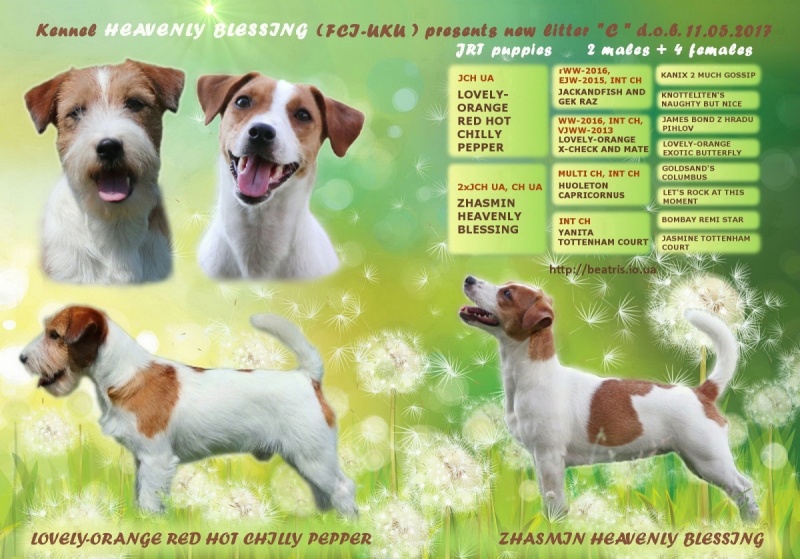 Kennel HEAVENLY BLESSING (FCI-UKU) presents new litter "C" d.o.b. 11.05.2017
JRT puppies 2 males + 4 females
JCH UA
LOVELY-
ORANGE
RED HOT
CHILLY
PEPPER
2xJCH UA, CH UA
ZHASMIN
HEAVENLY
BLESSING
rWW-2016,
EJW-2015, INT CH
JACKANDFISH AND
GEK RAZ
WW-2016, INT CH,
VJWW-2013
LOVELY-ORANGE
X-CHECK AND MATE
MULTI CH, INT CH
HUOLETON
CAPRICORNUS
INT CH
YANITA
TOTTENHAM COURT
KANIX 2 MUCH GOSSIP
KNOTTELITEN'S
NAUGHTY BUT NICE
JAMES BOND Z HRADU
PIHLOV
LOVELY-ORANGE
EXOTIC BUTTERFLY
GOLDSAND'S
COLUMBUS
LET'S ROCK AT THIS
MOMENT
BOMBAY REMI STAR
JASMINE TOTTENHAM
COURT
http://beatris.io.ua
LOVELY-ORANGE RED HOT CHILLY PEPPER
ZHASMIN HEAVENLY BLESSING